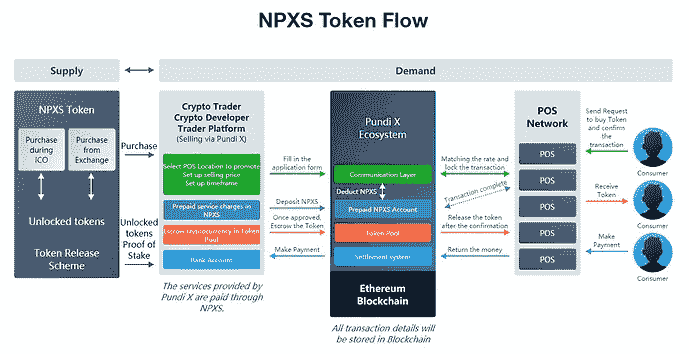 NPXS Token Flow
Supply
Demand
NPXS Token
Purchase
during
ICO
Purchase
from
Exchange
Unlocked tokens
Token Release
Scheme
Purchase
Unlocked
tokens
Proof of
Stake
Crypto Trader
Crypto Developer
Trader Platform
(Selling via Pundi X)
Select POS Location to promote
Set up selling price
Set up timeframe
Prepaid service charges in
NPXS
Escrow cryptocurrency in Token
Pool
Bank Account
The services provided by
Pundi X are paid through
NPXS.
Fill in the
application form
Deposit NPXS
Once approved,
Escrow the Token
Make Payment
Pundi X
Ecosystem
Communication Layer
Deduct NPXS
Prepaid NPXS Account
Token Pool
Settlement system
Ethereum
Blockchain
All transaction details will
be stored in Blockchain
Matching the rate and
lock the transaction
Transaction complete
Release the token
after the confirmation
Return the money
POS
Network
POS
POS
POS
POS
POS
Send Request
to buy Token
and confirm
the
transaction
Receive
Token
Make
Payment
Consumer
Consumer
Consumer